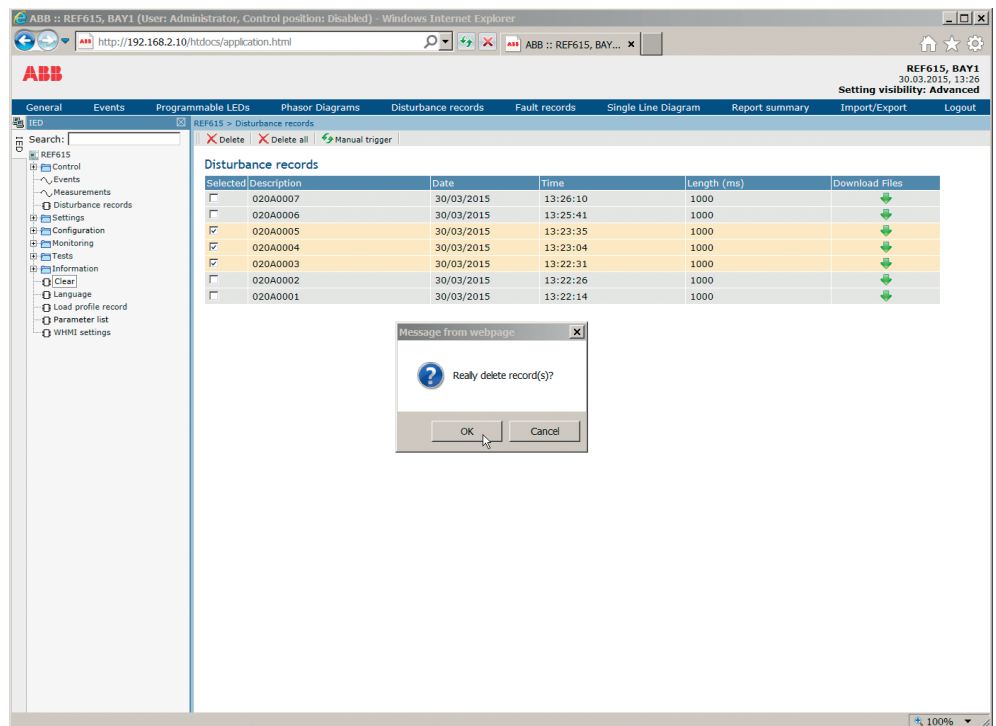 ABB :: REF615, BAY1 (User: Administrator, Control position: Disabled) - Windows Internet Explorer
http://192.168.2.10/htdocs/application.html
ABB ABB :: REF615, BAY...
ABB
REF615, BAY1
30.03.2015, 13:26
Setting visibility: Advanced
General Events Programmable LEDs Phasor Diagrams Disturbance records Fault records Single Line Diagram Report summary Import/Export Logout
IED
IED
Search:
REF615
Control
Events
Measurements
Disturbance records
Settings
Configuration
Monitoring
Tests
Information
Clear
Language
Load profile record
Parameter list
WHMI settings
REF615 > Disturbance records
Delete Delete all Manual trigger
Disturbance records
Selected Description Date Time Length (ms) Download Files
020A0007 30/03/2015 13:26:10 1000
020A0006 30/03/2015 13:25:41 1000
020A0005 30/03/2015 13:23:35 1000
020A0004 30/03/2015 13:23:04 1000
020A0003 30/03/2015 13:22:31 1000
020A0002 30/03/2015 13:22:26 1000
020A0001 30/03/2015 13:22:14 1000
Message from webpage
Really delete record(s)?
OK Cancel
100%